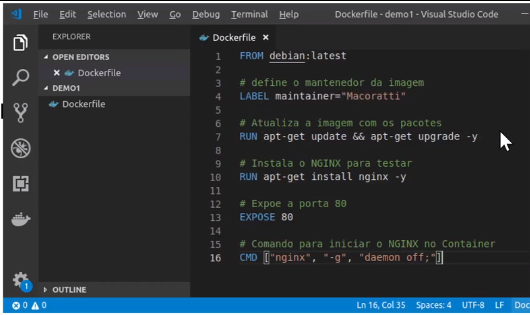 File Edit Selection View Go Debug Terminal Help Dockerfile - demo1 - Visual Studio Code
EXPLORER
OPEN EDITORS
Dockerfile
DEMO1
Dockerfile
OUTLINE
Dockerfile
1 FROM debian:latest
2
3 # define o mantenedor da imagem
4 LABEL maintainer="Macoratti"
5
6 # Atualiza a imagem com os pacotes
7 RUN apt-get update && apt-get upgrade -y
8
9 # Instala o NGINX para testar
10 RUN apt-get install nginx -y
11
12 # Expoe a porta 80
13 EXPOSE 80
14
15 # Comando para iniciar o NGINX no Container
16 CMD ["nginx", "-g", "daemon off;"]
1
0 0 Ln 16, Col 35 Spaces: 4 UTF-8 LF Doc